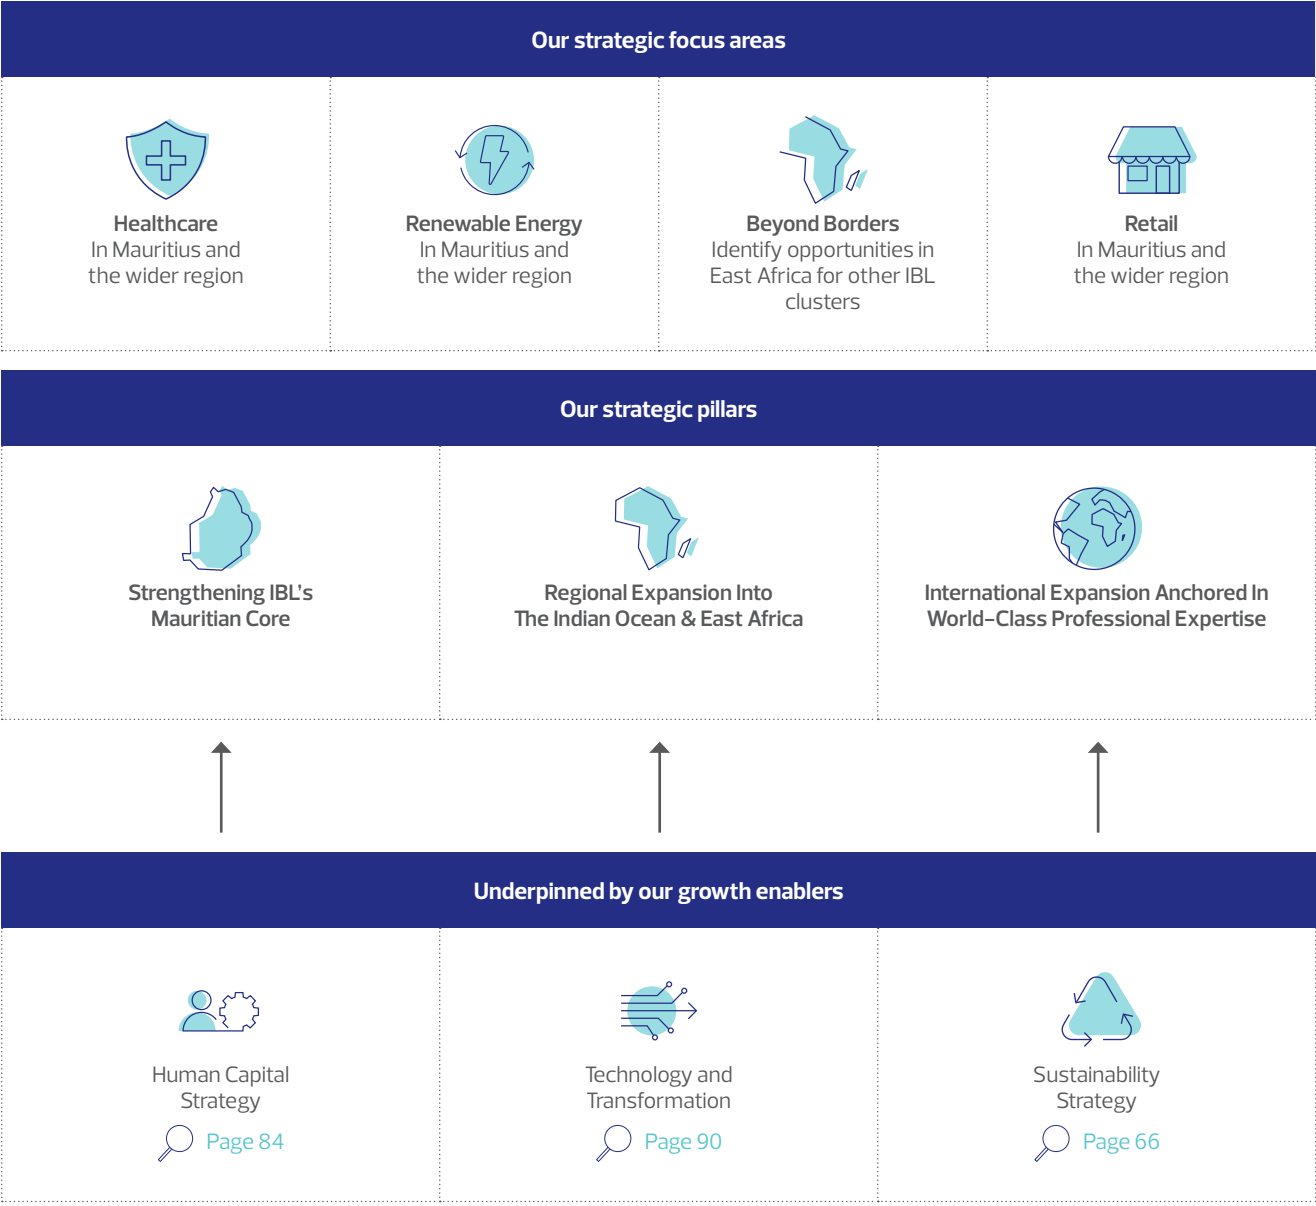 Our strategic focus areas
Healthcare
In Mauritius and
the wider region
Renewable Energy
In Mauritius and
the wider region
Beyond Borders
Identify opportunities in
East Africa for other IBL
clusters
Retail
In Mauritius and
the wider region
Our strategic pillars
Strengthening IBL's
Mauritian Core
Regional Expansion Into
The Indian Ocean & East Africa
International Expansion Anchored In
World-Class Professional Expertise
Underpinned by our growth enablers
Human Capital
Strategy
Page 84
Technology and
Transformation
Page 90
Sustainability
Strategy
Page 66